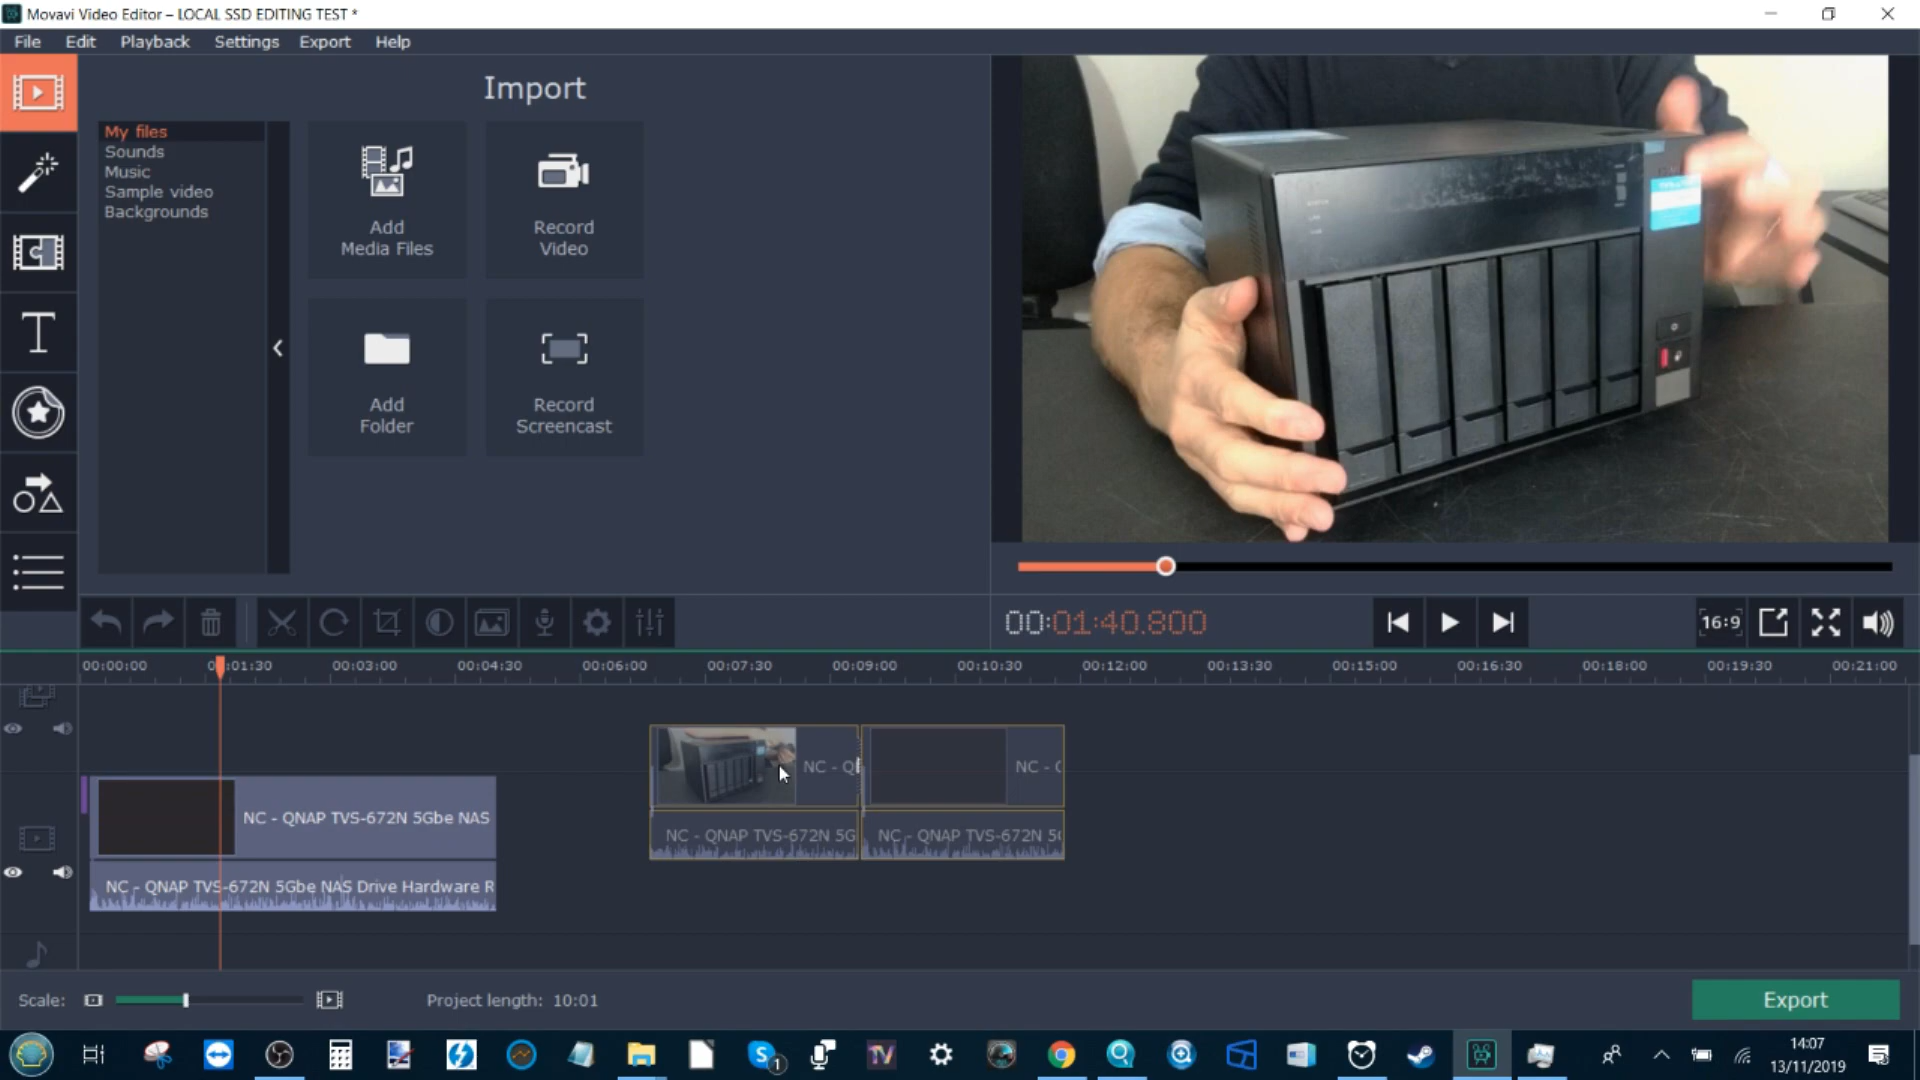 Movavi Video Editor – LOCAL SSD EDITING TEST *
File Edit Playback Settings Export Help
Import
My files
Sounds
Music
Sample video
Backgrounds
Add
Media Files
Record
Video
Add
Folder
Record
Screencast
00:01:40.800
16:9
00:00:00 00:01:30 00:03:00 00:04:30 00:06:00 00:07:30 00:09:00 00:10:30 00:12:00 00:13:30 00:15:00 00:16:30 00:18:00 00:19:30 00:21:00
NC - Q
NC -
NC - QNAP TVS-672N 5G
NC - QNAP TVS-672N 5
NC - QNAP TVS-672N 5Gbe NAS
NC - QNAP TVS-672N 5Gbe NAS Drive Hardware R
Scale:
Project length: 10:01
Export
S 1
TV
14:07
13/11/2019